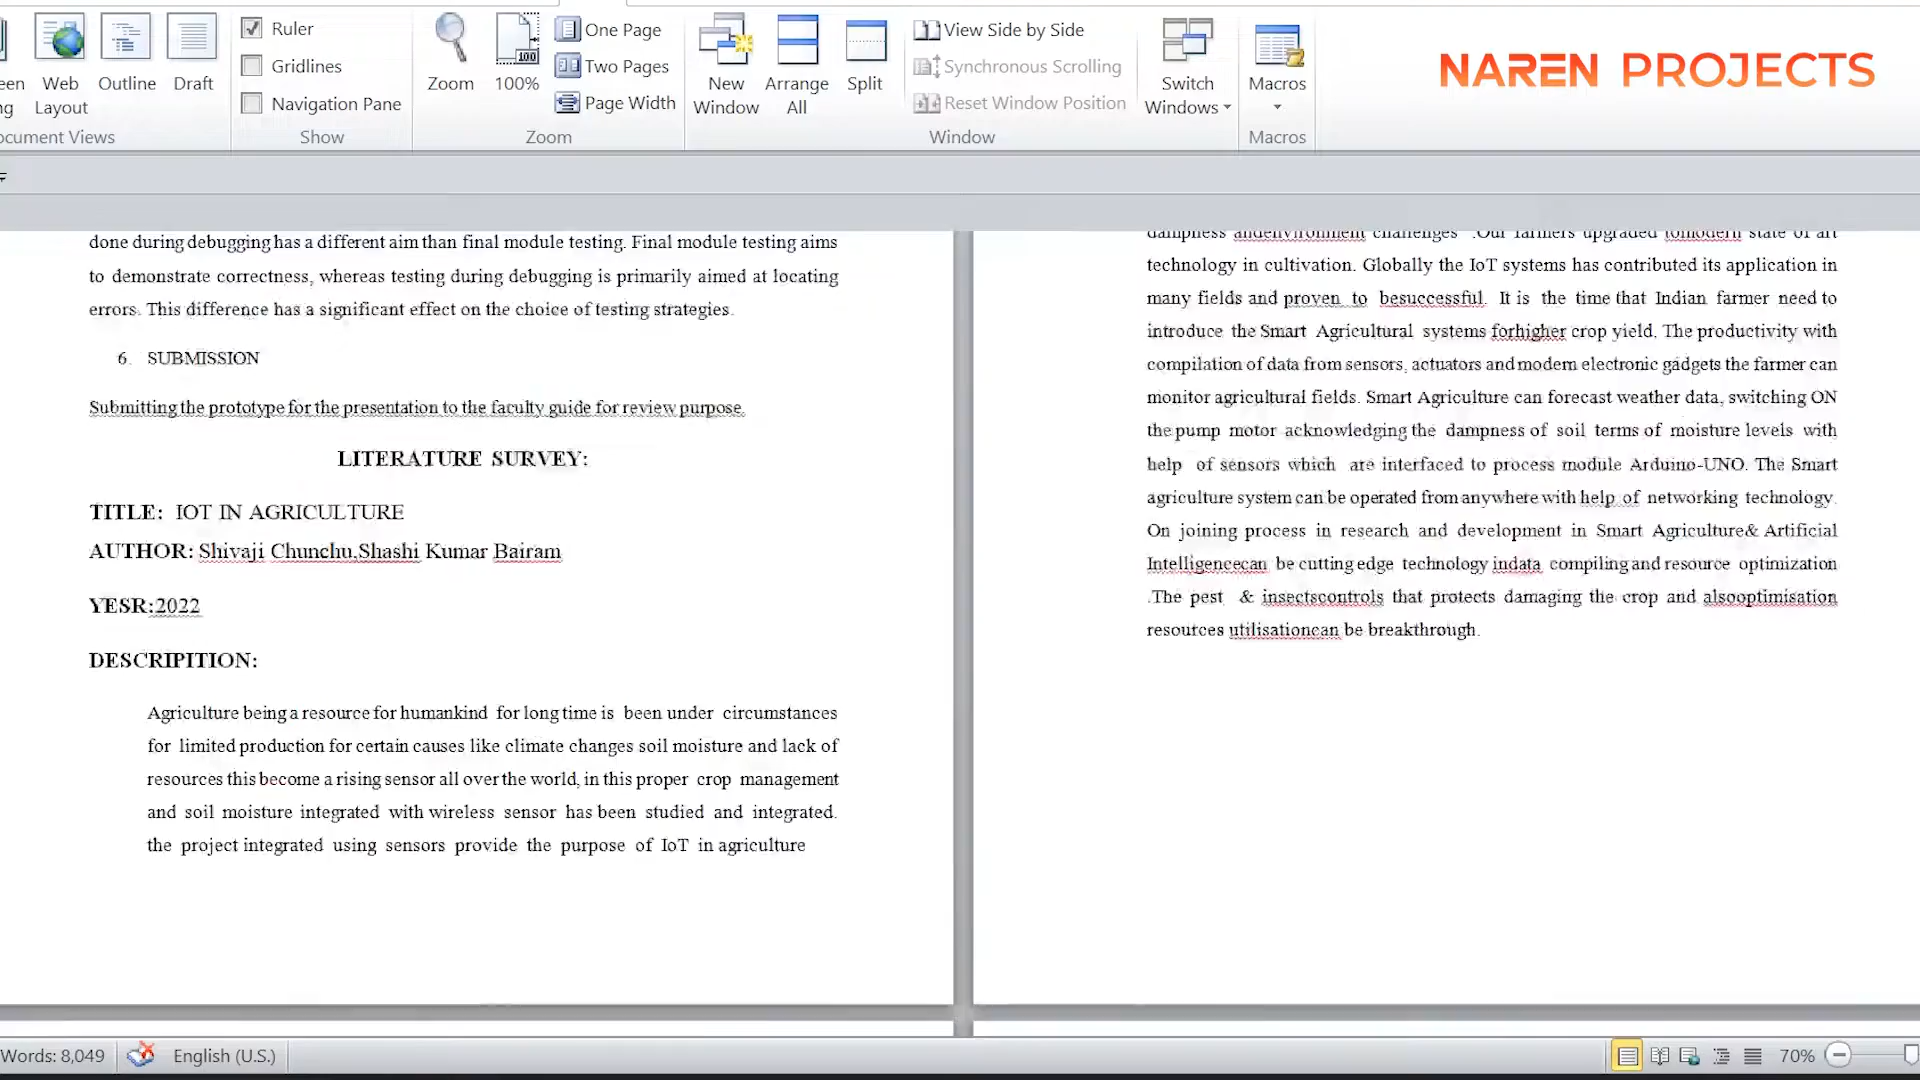 een
ng
Web
Layout
Outline
Draft
ocument Views
Ruler
Gridlines
Navigation Pane
Show
Zoom
100
100%
One Page
Two Pages
Page Width
Zoom
New
Window
Arrange
All
Split
View Side by Side
Synchronous Scrolling
Reset Window Position
Window
Switch
Windows
Macros
Macros
NAREN PROJECTS
done during debugging has a different aim than final module testing. Final module testing aims
to demonstrate correctness, whereas testing during debugging is primarily aimed at locating
errors. This difference has a significant effect on the choice of testing strategies.
6. SUBMISSION
Submitting the prototype for the presentation to the faculty guide for review purpose.
LITERATURE SURVEY:
TITLE: IOT IN AGRICULTURE
AUTHOR: Shivaji Chunchu,Shashi Kumar Bairam
YESR:2022
DESCRIPITION:
Agriculture being a resource for humankind for long time is been under circumstances
for limited production for certain causes like climate changes soil moisture and lack of
resources this become a rising sensor all over the world, in this proper crop management
and soil moisture integrated with wireless sensor has been studied and integrated.
the project integrated using sensors provide the purpose of IoT in agriculture
dampness andenvironment challenges .Our farmers upgraded tomodern state of art
technology in cultivation. Globally the IoT systems has contributed its application in
many fields and proven to besuccessful. It is the time that Indian farmer need to
introduce the Smart Agricultural systems forhigher crop yield. The productivity with
compilation of data from sensors, actuators and modern electronic gadgets the farmer can
monitor agricultural fields. Smart Agriculture can forecast weather data, switching ON
the pump motor acknowledging the dampness of soil terms of moisture levels with
help of sensors which are interfaced to process module Arduino-UNO. The Smart
agriculture system can be operated from anywhere with help of networking technology.
On joining process in research and development in Smart Agriculture& Artificial
Intelligencecan be cutting edge technology indata compiling and resource optimization
.The pest & insectscontrols that protects damaging the crop and alsooptimisation
resources utilisationcan be breakthrough.
Words: 8,049
English (U.S.)
70%